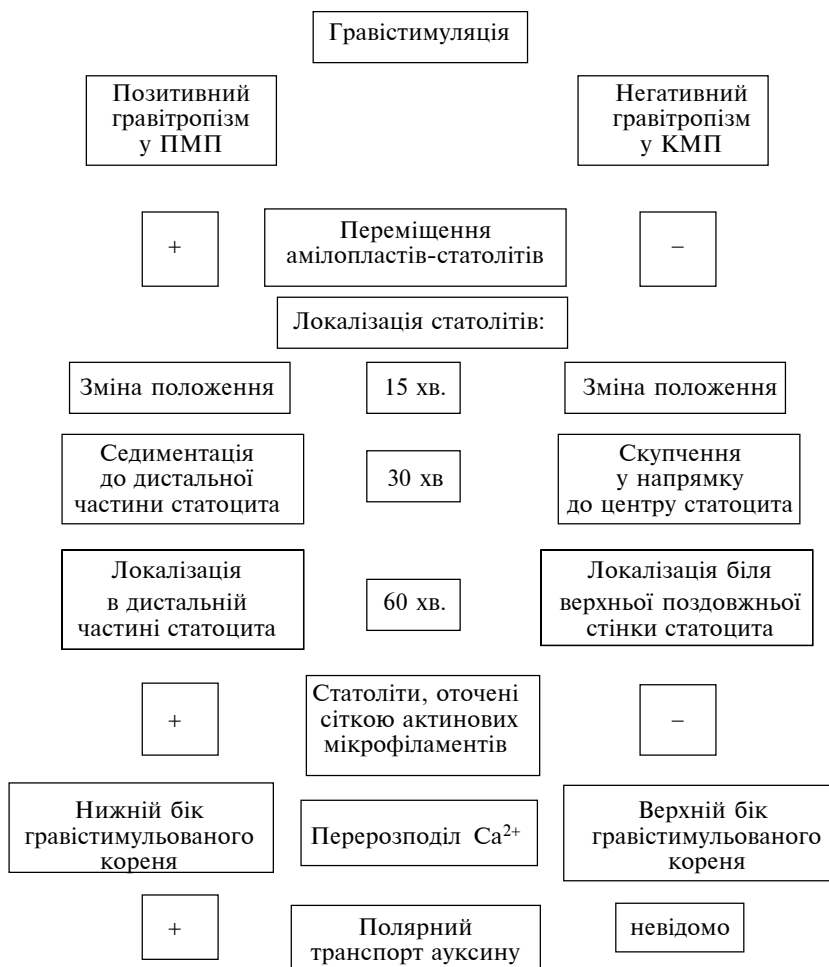 Гравістимуляція
Позитивний
гравітропізм
у ПМП
Негативний
гравітропізм
у КМП
+
Переміщення
амілопластів-статолітів
–
Локалізація статолітів:
Зміна положення
15 хв.
Зміна положення
Седиментація
до дистальної
частини статоцита
30 хв
Скупчення
у напрямку
до центру статоцита
Локалізація
в дистальній
частині статоцита
60 хв.
Локалізація біля
верхньої поздовжньої
стінки статоцита
+
Статоліти, оточені
сіткою актинових
мікрофіламентів
–
Нижній бік
гравістимульованого
кореня
Перерозподіл Ca²⁺
Верхній бік
гравістимульованого
кореня
+
Полярний
транспорт ауксину
невідомо